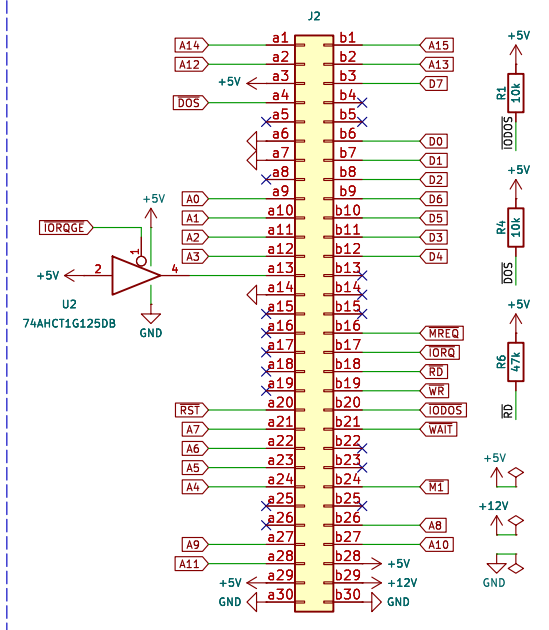 J2
A14 a1 b1 A15
A12 a2 b2 A13
+5V a3 b3 D7
DOS a4 b4
a5 b5
a6 b6 D0
a7 b7 D1
a8 b8 D2
A0 a9 b9 D6
A1 a10 b10 D5
A2 a11 b11 D3
A3 a12 b12 D4
a13 b13
a14 b14
a15 b15
a16 b16 MREQ
a17 b17 IORQ
a18 b18 RD
a19 b19 WR
RST a20 b20 IODOS
A7 a21 b21 WAIT
A6 a22 b22
A5 a23 b23
A4 a24 b24 M1
a25 b25
a26 b26 A8
A9 a27 b27 A10
A11 a28 b28 +5V
+5V a29 b29 +12V
GND a30 b30 GND
IORQGE
+5V
1
+5V 2 4
U2
74AHCT1G125DB
GND
+5V
R1
10k
IODOS
+5V
R4
10k
DOS
+5V
R6
47k
RD
+5V
+12V
GND